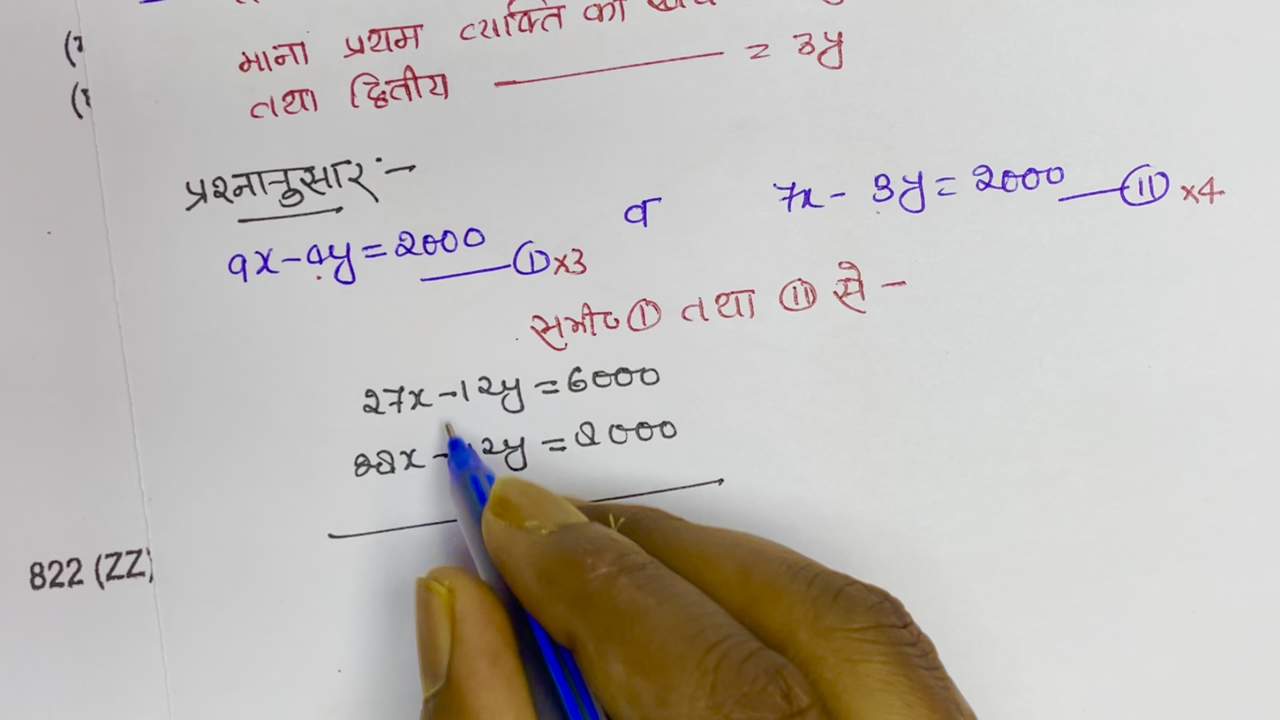 माना प्रथम व्यक्ति का
तथा द्वितीय ——— = 3y
प्रश्नानुसार :-
9x-4y=2000 ——— (I) ×3 व 7x - 3y = 2000 ——— (II) ×4
समी० (I) तथा (II) से -
27x-12y=6000
28x-12y=8000
822 (ZZ)